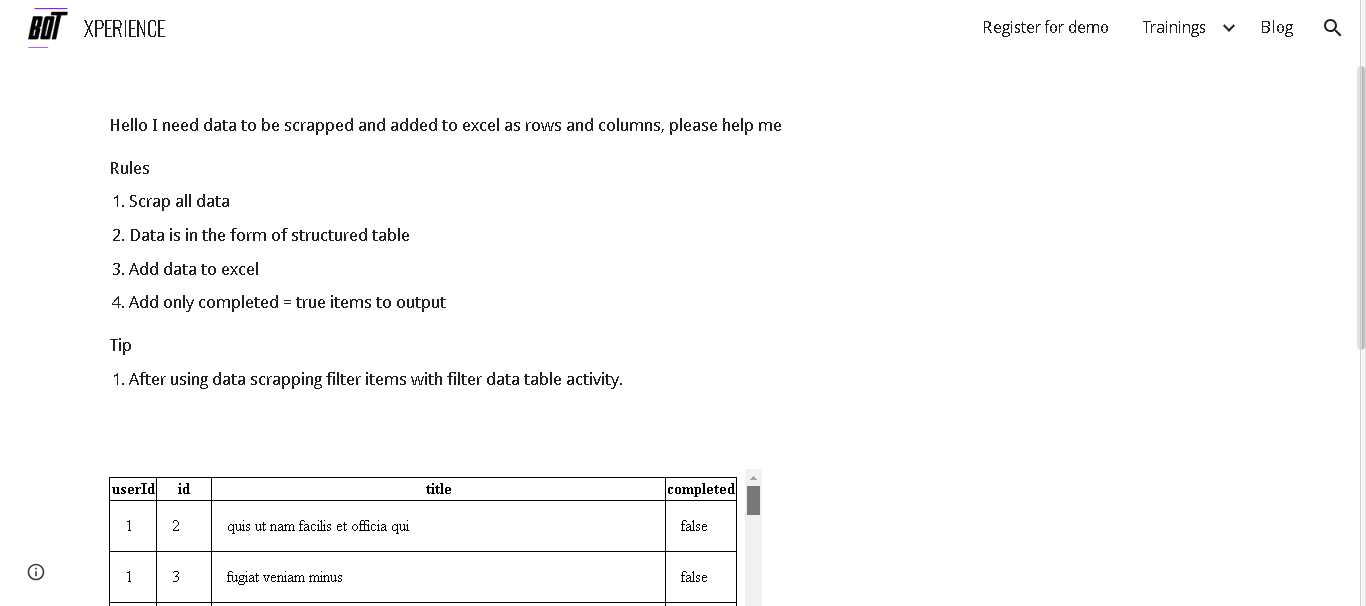 BOT XPERIENCE
Register for demo Trainings Blog
Hello I need data to be scrapped and added to excel as rows and columns, please help me
Rules
1. Scrap all data
2. Data is in the form of structured table
3. Add data to excel
4. Add only completed = true items to output
Tip
1. After using data scrapping filter items with filter data table activity.
userId id title completed
1 2 quis ut nam facilis et officia qui false
1 3 fugiat veniam minus false